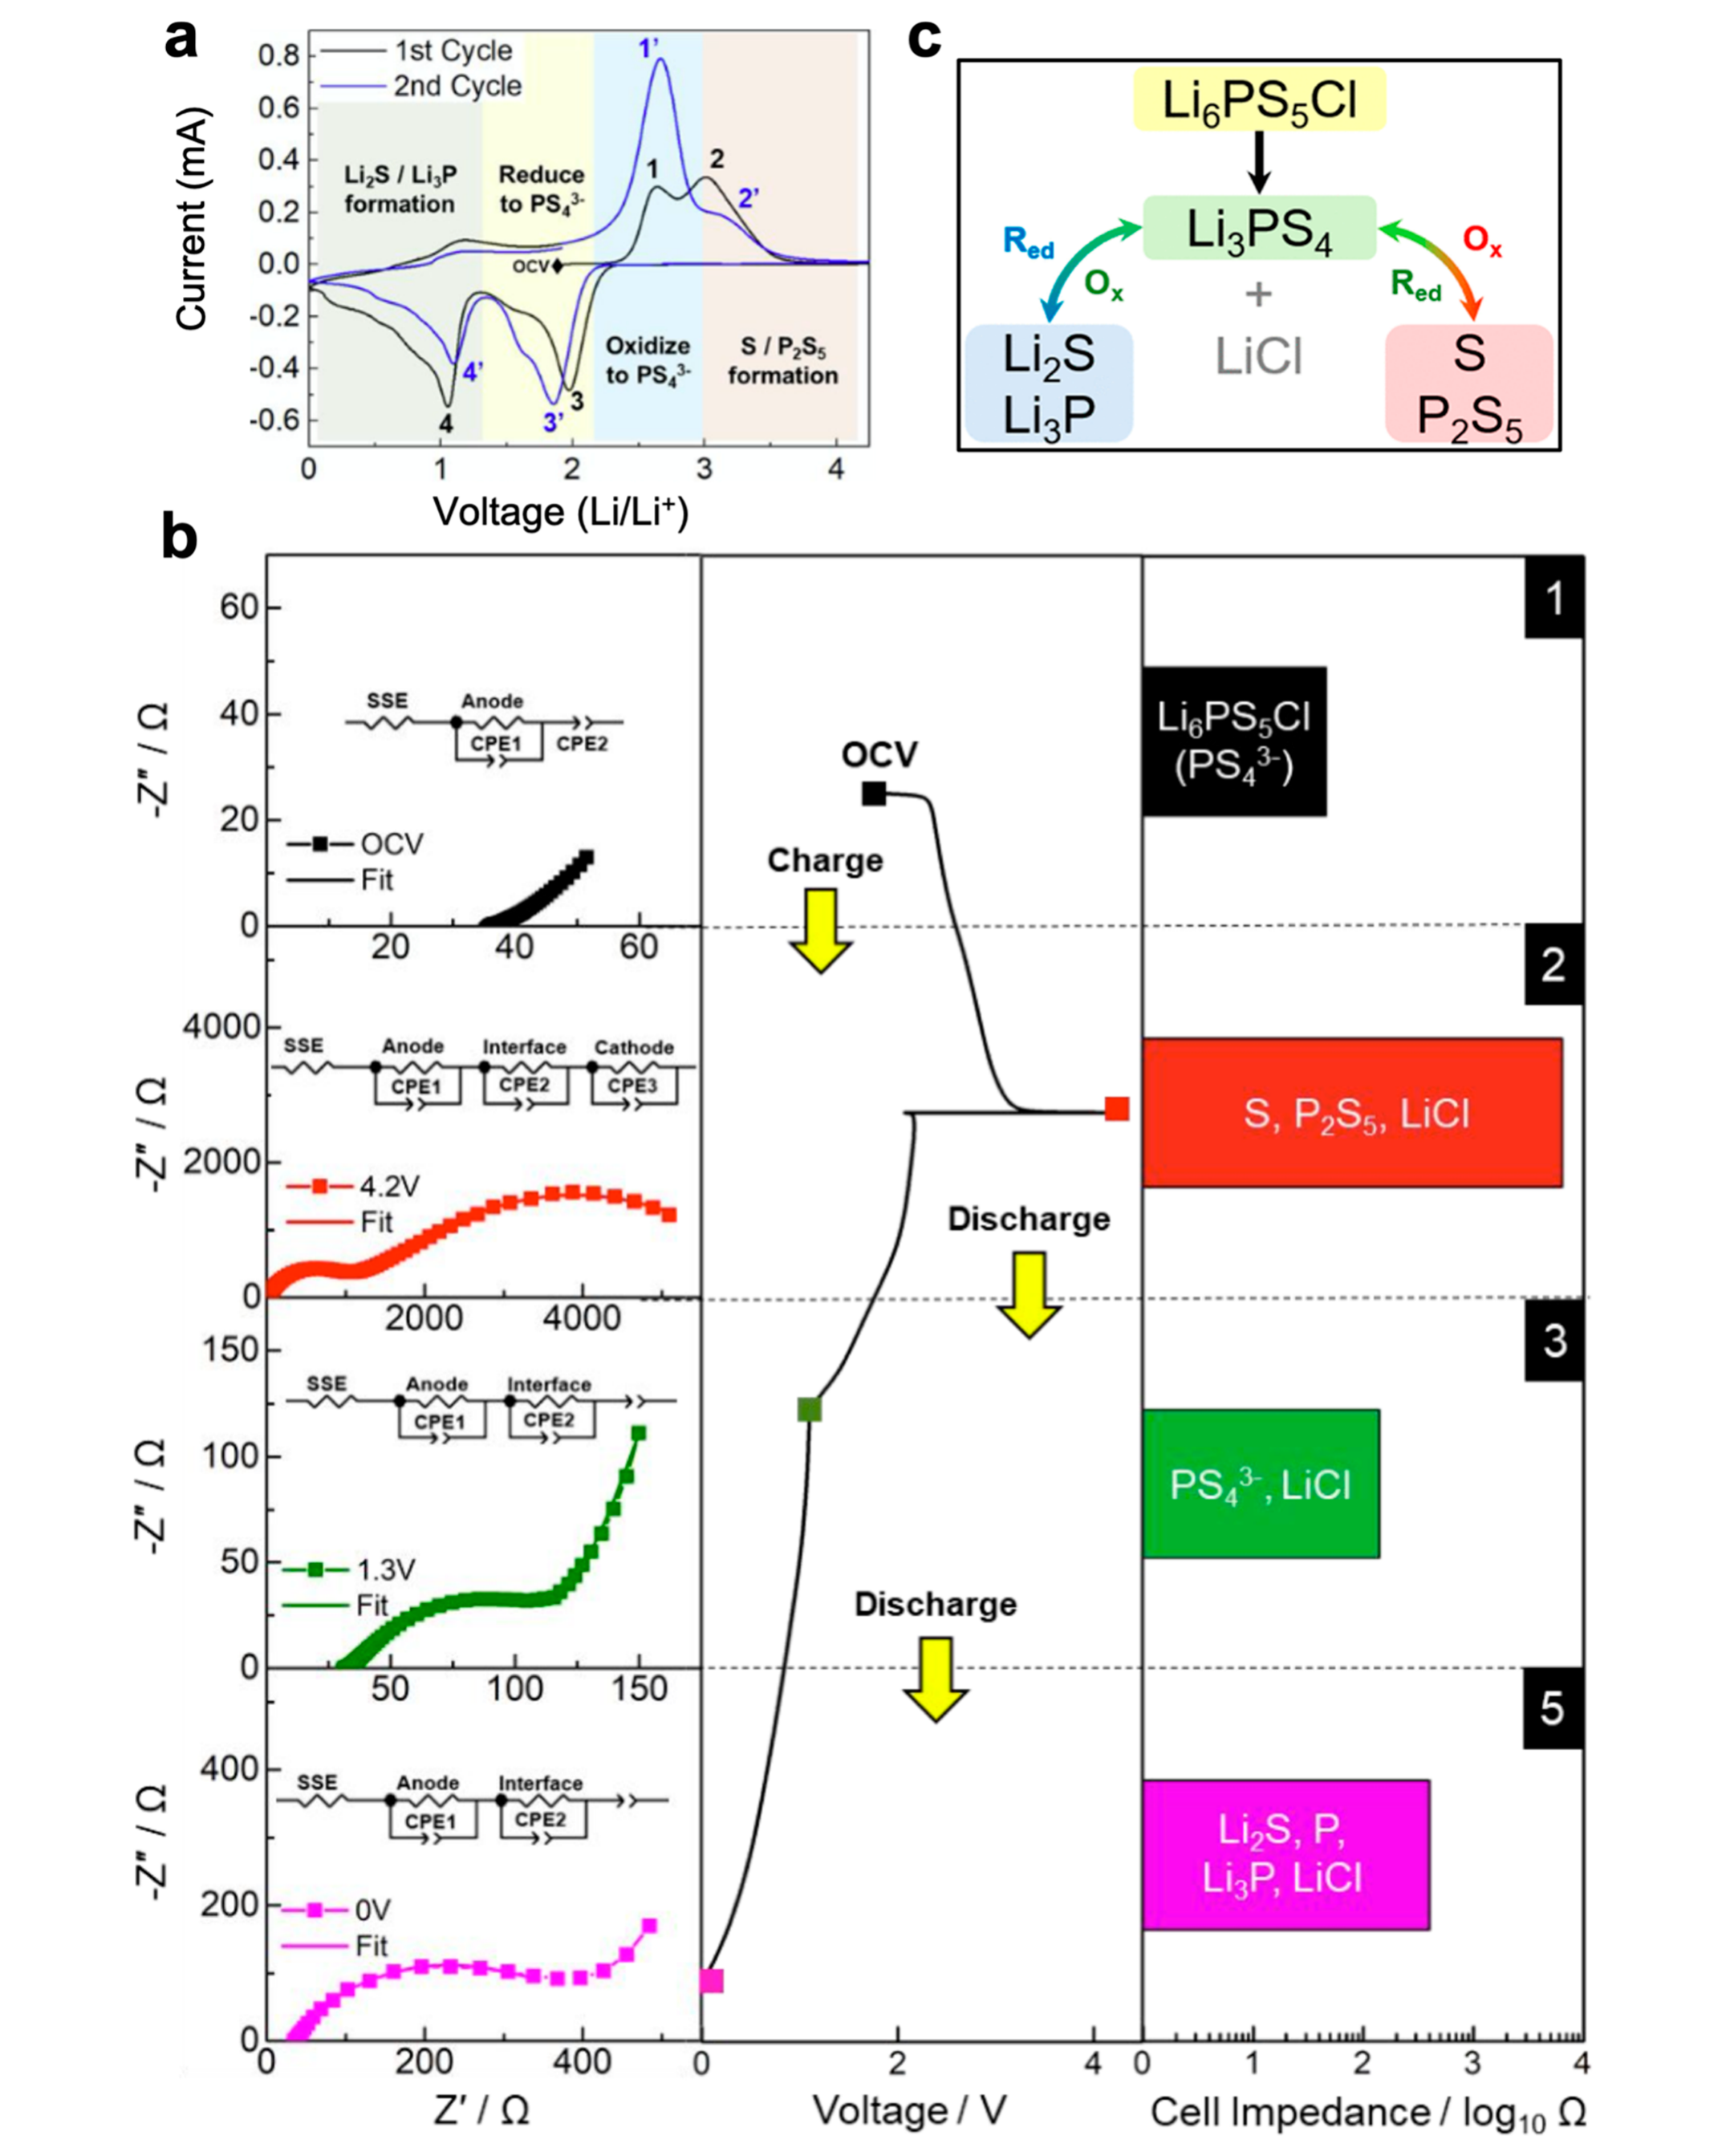 a
1st Cycle
2nd Cycle
0.8
0.6
0.4
0.2
0.0
-0.2
-0.4
-0.6
Current (mA)
Li₂S / Li₃P
formation
Reduce
to PS₄³⁻
Oxidize
to PS₄³⁻
S / P₂S₅
formation
OCV
1'
1
2
2'
3
3'
4
4'
0 1 2 3 4
Voltage (Li/Li⁺)
c
Li₆PS₅Cl
Li₃PS₄
+
LiCl
Red
Ox
Ox
Red
Li₂S
Li₃P
S
P₂S₅
b
60
40
20
0
-Z″ / Ω
SSE Anode
CPE1 CPE2
OCV
Fit
20 40 60
OCV
Charge
1
Li₆PS₅Cl
(PS₄³⁻)
4000
2000
0
-Z″ / Ω
SSE Anode Interface Cathode
CPE1 CPE2 CPE3
4.2V
Fit
2000 4000
Discharge
2
S, P₂S₅, LiCl
150
100
50
0
-Z″ / Ω
SSE Anode Interface
CPE1 CPE2
1.3V
Fit
50 100 150
Discharge
3
PS₄³⁻, LiCl
400
200
0
-Z″ / Ω
SSE Anode Interface
CPE1 CPE2
0V
Fit
5
Li₂S, P,
Li₃P, LiCl
0 200 400
Z′ / Ω
0 2 4
Voltage / V
0 1 2 3 4
Cell Impedance / log₁₀ Ω